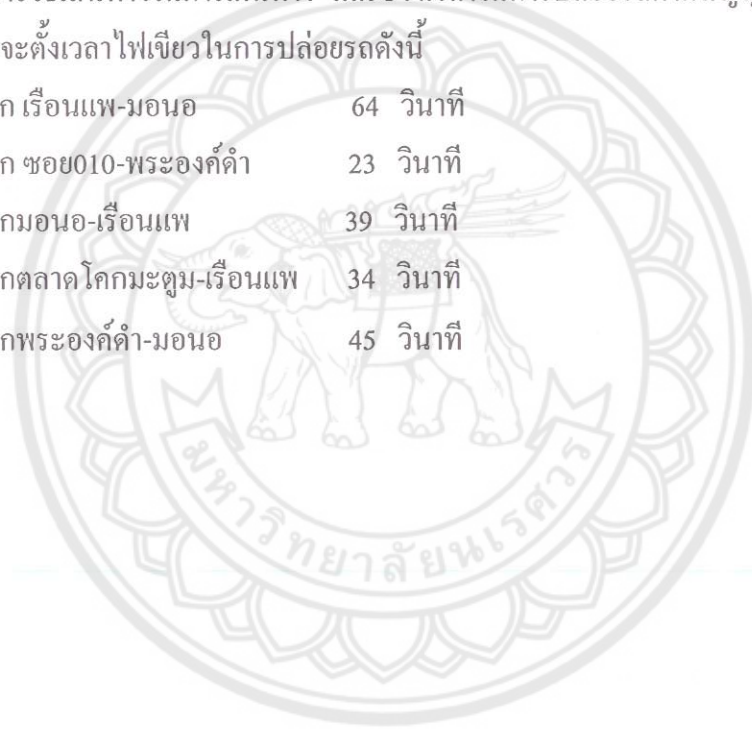 จะตั้งเวลาไฟเขียวในการปล่อยรถดังนี้
ก เรือนแพ-มอนอ 64 วินาที
ก ซอย010-พระองค์ดำ 23 วินาที
กมอนอ-เรือนแพ 39 วินาที
กตลาดโคกมะตูม-เรือนแพ 34 วินาที
กพระองค์ดำ-มอนอ 45 วินาที
มหาวิทยาลัยนเรศวร